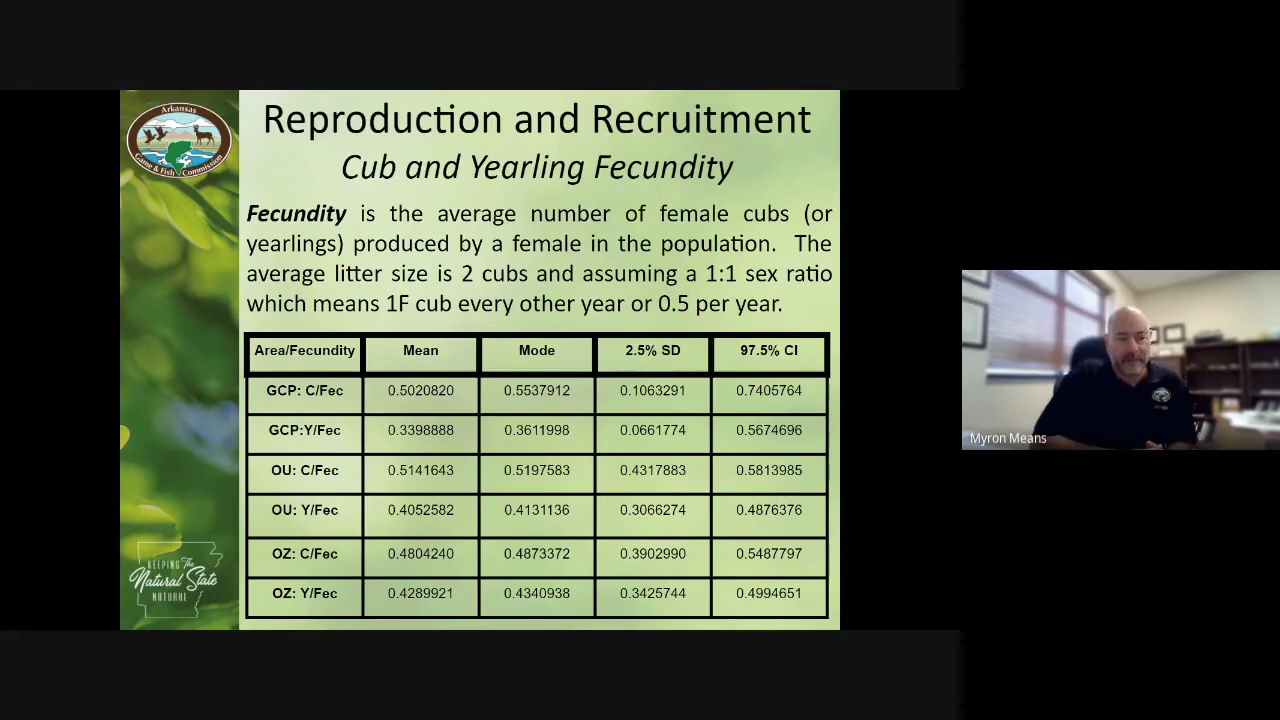 Arkansas
Game & Fish Commission
Reproduction and Recruitment
Cub and Yearling Fecundity
Fecundity is the average number of female cubs (or
yearlings) produced by a female in the population. The
average litter size is 2 cubs and assuming a 1:1 sex ratio
which means 1F cub every other year or 0.5 per year.
Area/Fecundity Mean Mode 2.5% SD 97.5% CI
GCP: C/Fec 0.5020820 0.5537912 0.1063291 0.7405764
GCP:Y/Fec 0.3398888 0.3611998 0.0661774 0.5674696
OU: C/Fec 0.5141643 0.5197583 0.4317883 0.5813985
OU: Y/Fec 0.4052582 0.4131136 0.3066274 0.4876376
OZ: C/Fec 0.4804240 0.4873372 0.3902990 0.5487797
OZ: Y/Fec 0.4289921 0.4340938 0.3425744 0.4994651
KEEPING The
Natural State
NATURAL
Myron Means